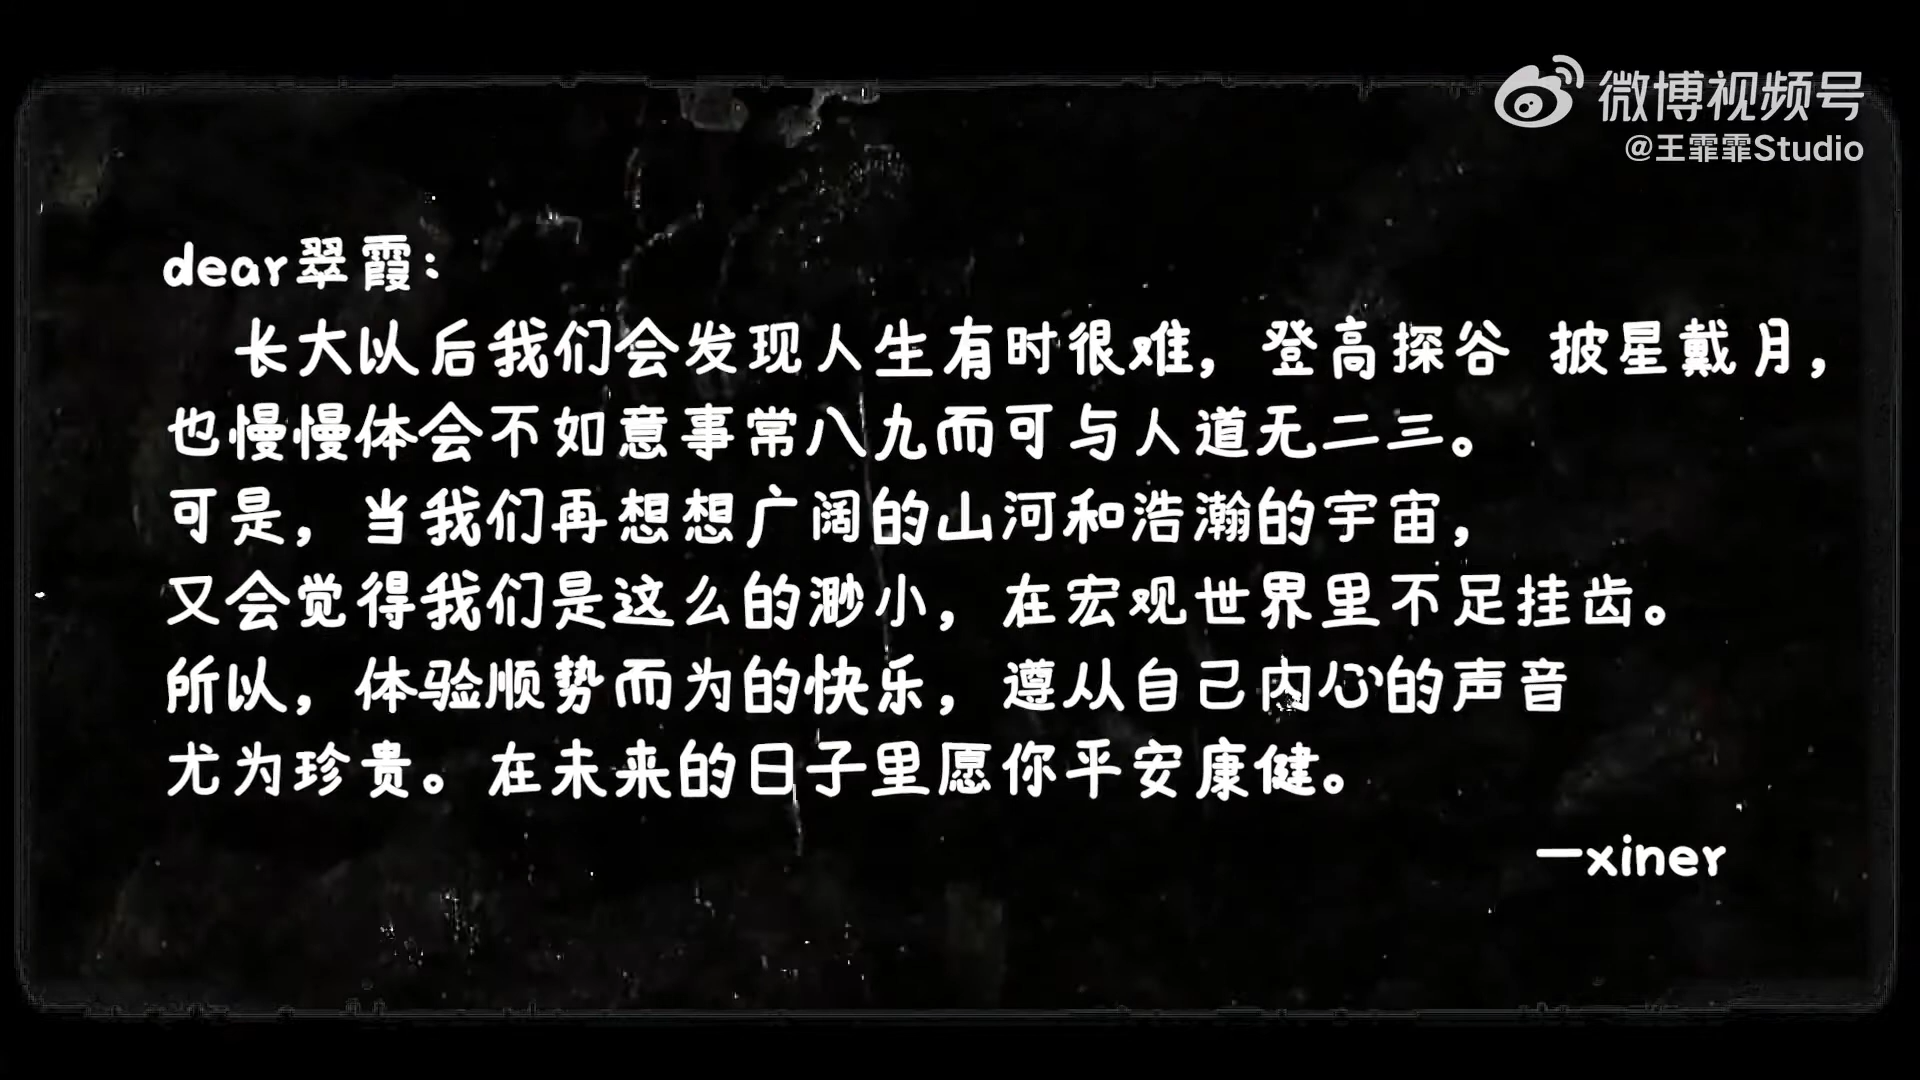 微博视频号
@王霏霏Studio
dear翠霞：
长大以后我们会发现人生有时很难，登高探谷 披星戴月，
也慢慢体会不如意事常八九而可与人道无二三。
可是，当我们再想想广阔的山河和浩瀚的宇宙，
又会觉得我们是这么的渺小，在宏观世界里不足挂齿。
所以，体验顺势而为的快乐，遵从自己内心的声音
尤为珍贵。在未来的日子里愿你平安康健。
—xiner